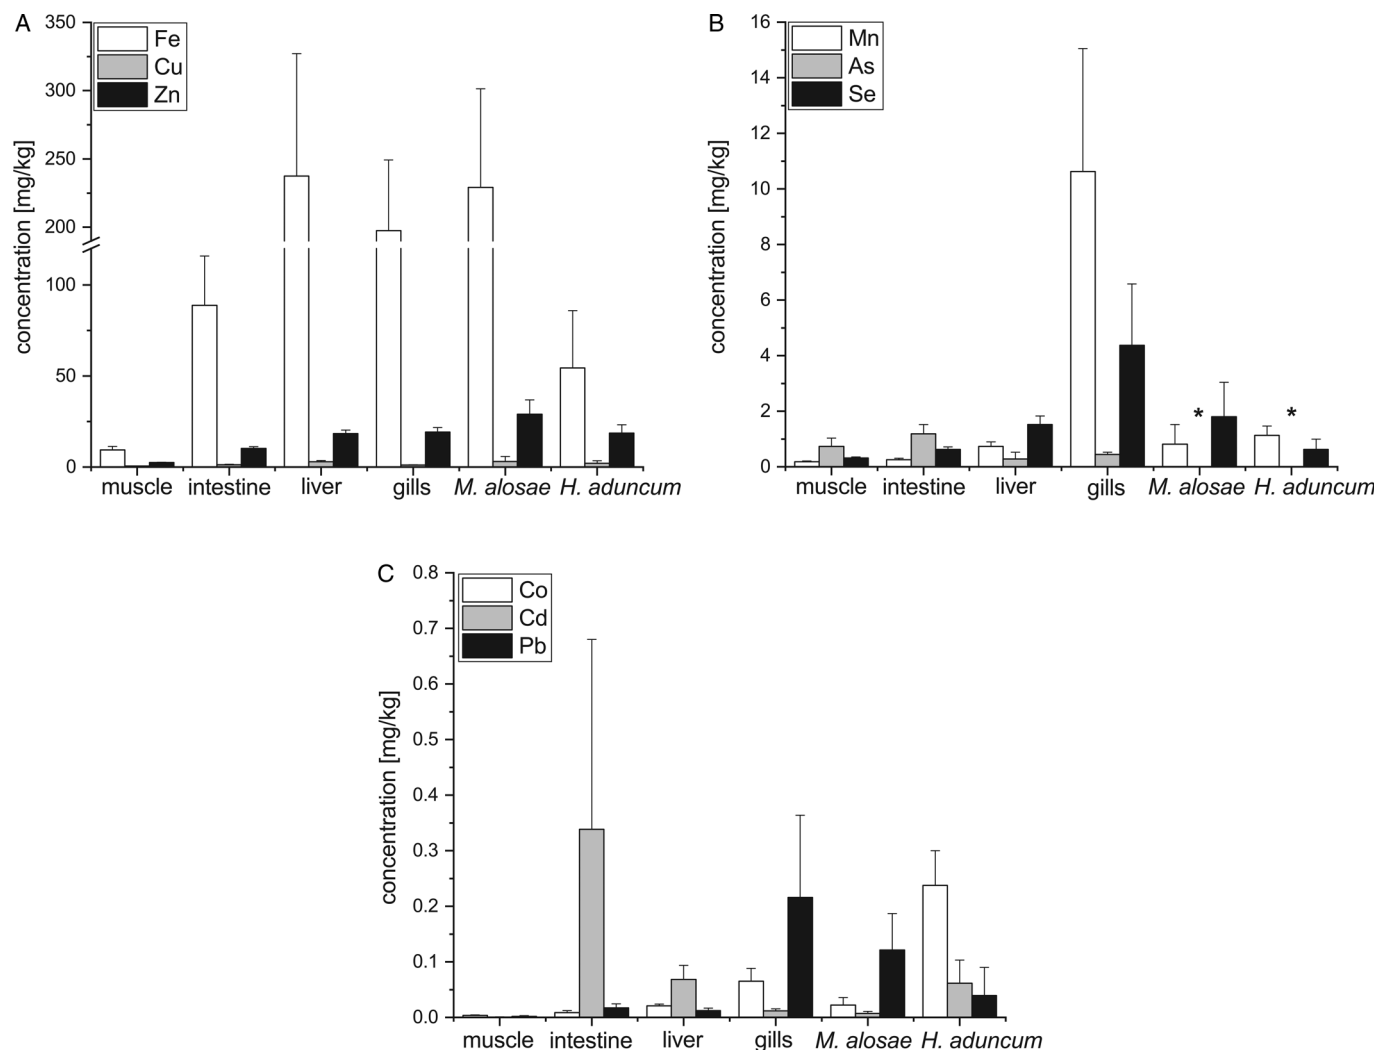 A
Fe
Cu
Zn
350
300
250
200
100
50
0
concentration [mg/kg]
muscle intestine liver gills M. alosae H. aduncum
B
Mn
As
Se
16
14
12
10
8
6
4
2
0
concentration [mg/kg]
* *
muscle intestine liver gills M. alosae H. aduncum
C
Co
Cd
Pb
0.8
0.7
0.6
0.5
0.4
0.3
0.2
0.1
0.0
concentration [mg/kg]
muscle intestine liver gills M. alosae H. aduncum